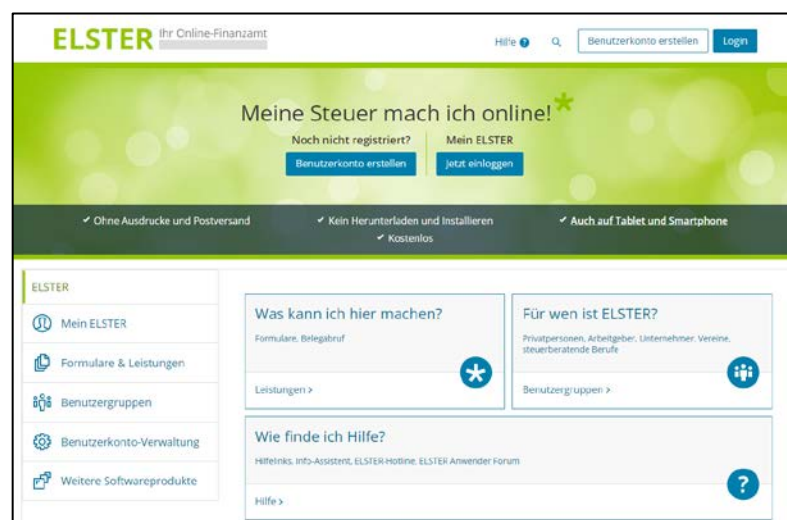 ELSTER Ihr Online-Finanzamt
Hilfe
Benutzerkonto erstellen
Login
Meine Steuer mach ich online!
Noch nicht registriert?
Mein ELSTER
Benutzerkonto erstellen
Jetzt einloggen
✔ Ohne Ausdrucke und Postversand
✔ Kein Herunterladen und Installieren
✔ Auch auf Tablet und Smartphone
✔ Kostenlos
ELSTER
Mein ELSTER
Formulare & Leistungen
Benutzergruppen
Benutzerkonto-Verwaltung
Weitere Softwareprodukte
Was kann ich hier machen?
Formulare, Belegabruf
Leistungen >
Für wen ist ELSTER?
Privatpersonen, Arbeitgeber, Unternehmer, Vereine,
steuerberatende Berufe
Benutzergruppen >
Wie finde ich Hilfe?
Hilfelinks, Info-Assistent, ELSTER-Hotline, ELSTER Anwender Forum
Hilfe >